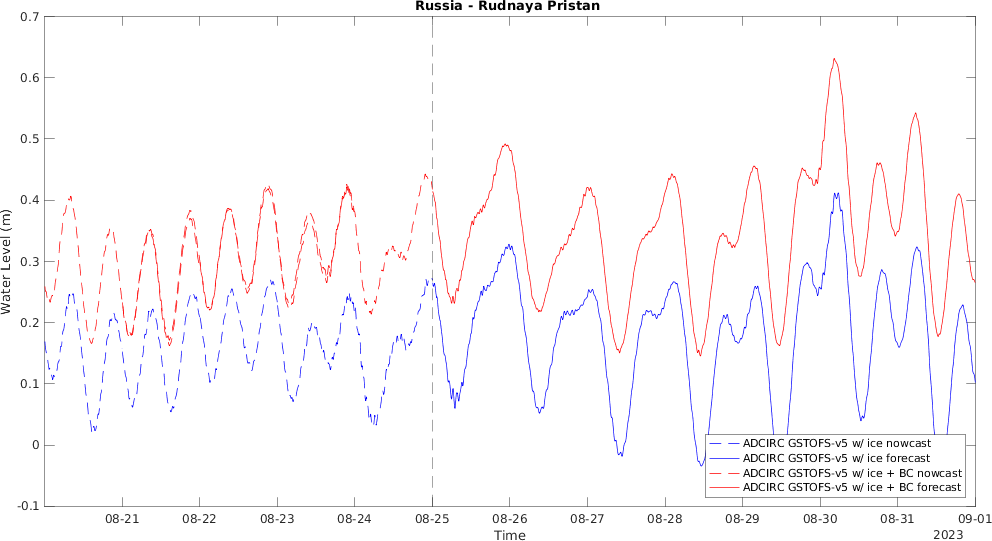 Russia - Rudnaya Pristan
0.7
0.6
0.5
0.4
0.3
0.2
0.1
0
-0.1
Water Level (m)
ADCIRC GSTOFS-v5 w/ ice nowcast
ADCIRC GSTOFS-v5 w/ ice forecast
ADCIRC GSTOFS-v5 w/ ice + BC nowcast
ADCIRC GSTOFS-v5 w/ ice + BC forecast
08-21 08-22 08-23 08-24 08-25 08-26 08-27 08-28 08-29 08-30 08-31 09-01
Time
2023